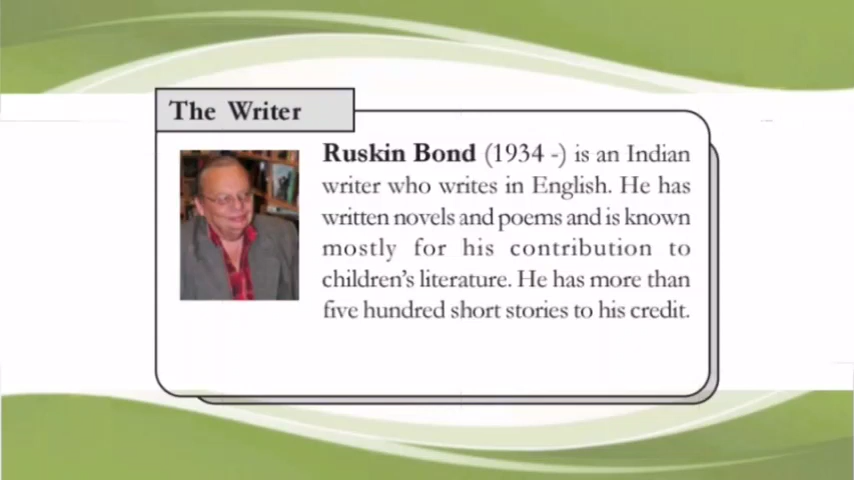 The Writer
Ruskin Bond (1934 -) is an Indian
writer who writes in English. He has
written novels and poems and is known
mostly for his contribution to
children's literature. He has more than
five hundred short stories to his credit.